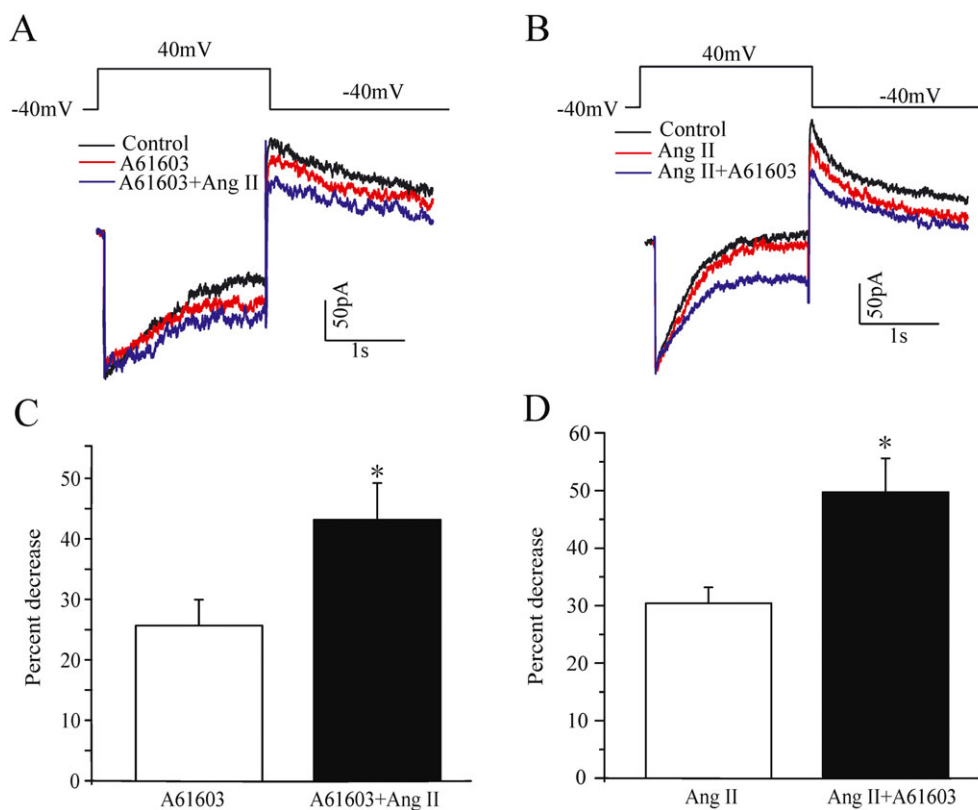 A
40mV
-40mV
-40mV
Control
A61603
A61603+Ang II
50pA
1s
B
40mV
-40mV
-40mV
Control
Ang II
Ang II+A61603
50pA
1s
C
Percent decrease
50
40
30
20
10
0
*
A61603
A61603+Ang II
D
Percent decrease
60
50
40
30
20
10
0
*
Ang II
Ang II+A61603